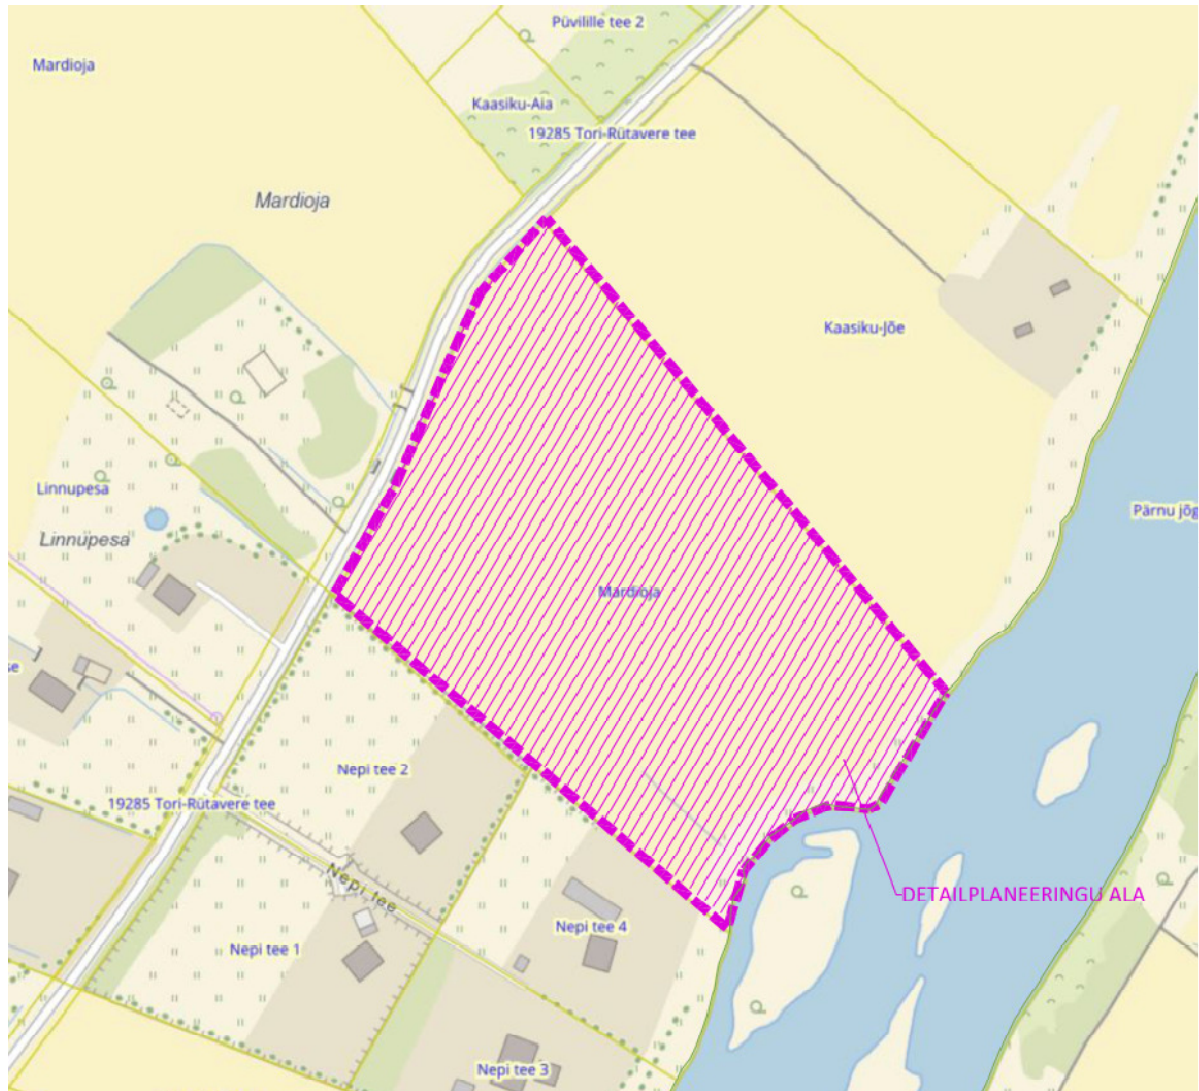 Püvilille tee 2
Mardioja
Kaasiku-Aia
19285 Tori-Rütavere tee
Mardioja
Kaasiku-Jõe
Linnupesa
Pärnu jõg
Linnupesa
Mardioja
se
Nepi tee 2
19285 Tori-Rütavere tee
Nepi tee
DETAILPLANEERINGU ALA
Nepi tee 4
Nepi tee 1
Nepi tee 3